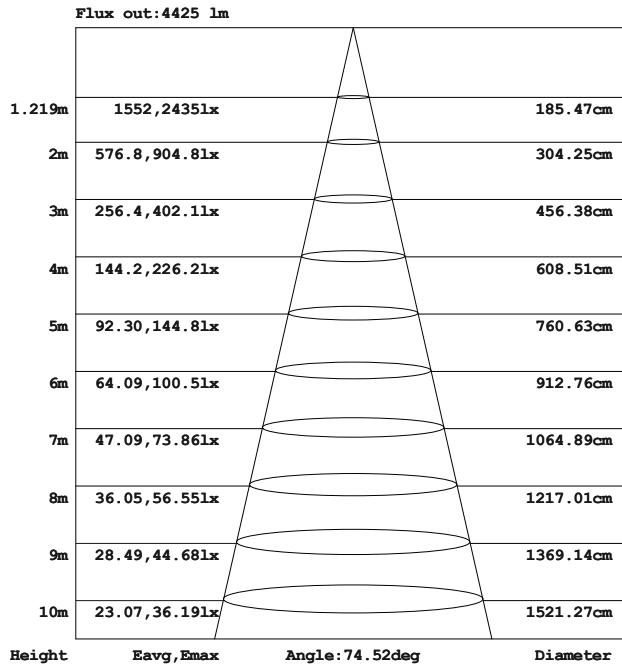 Flux out:4425 lm
1.219m 1552,2435lx 185.47cm
2m 576.8,904.8lx 304.25cm
3m 256.4,402.1lx 456.38cm
4m 144.2,226.2lx 608.51cm
5m 92.30,144.8lx 760.63cm
6m 64.09,100.5lx 912.76cm
7m 47.09,73.86lx 1064.89cm
8m 36.05,56.55lx 1217.01cm
9m 28.49,44.68lx 1369.14cm
10m 23.07,36.19lx 1521.27cm
Height Eavg,Emax Angle:74.52deg Diameter